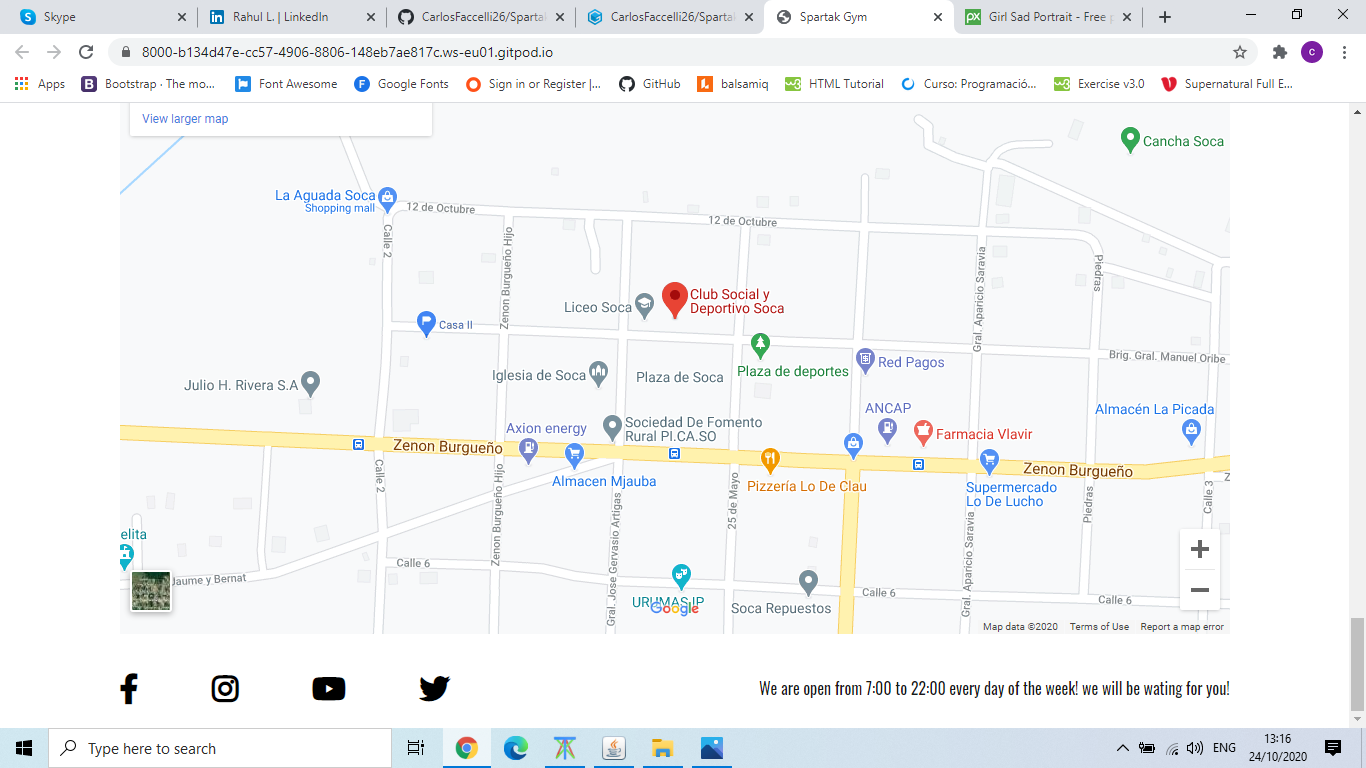 Skype
Rahul L. | LinkedIn
CarlosFaccelli26/Sparta
CarlosFaccelli26/Sparta
Spartak Gym
Girl Sad Portrait - Free p
8000-b134d47e-cc57-4906-8806-148eb7ae817c.ws-eu01.gitpod.io
c
Apps
Bootstrap · The mo...
Font Awesome
Google Fonts
Sign in or Register |...
GitHub
balsamiq
HTML Tutorial
Curso: Programació...
Exercise v3.0
Supernatural Full E...
View larger map
Cancha Soca
La Aguada Soca
Shopping mall
12 de Octubre
12 de Octubre
Calle 2
Zenon Burgueño Hijo
Gral. Aparicio Saravia
Piedras
Liceo Soca
Club Social y
Deportivo Soca
Casa II
Brig. Gral. Manuel Oribe
Plaza de deportes
Red Pagos
Julio H. Rivera S.A
Iglesia de Soca
Plaza de Soca
ANCAP
Almacén La Picada
Axion energy
Sociedad De Fomento
Rural PI.CA.SO
Farmacia Vlavir
Zenon Burgueño
Zenon Burgueño
Almacen Mjauba
Pizzería Lo De Clau
Supermercado
Lo De Lucho
Calle 2
Zenon Burgueño Hijo
Gral. Jose Gervasio Artigas
25 de Mayo
Gral. Aparicio Saravia
Piedras
Calle 3
Z
elita
Jaume y Bernat
Calle 6
URUMAS.IP
Google
Soca Repuestos
Calle 6
Calle 6
Map data ©2020
Terms of Use
Report a map error
We are open from 7:00 to 22:00 every day of the week! we will be wating for you!
Type here to search
ENG
13:16
24/10/2020